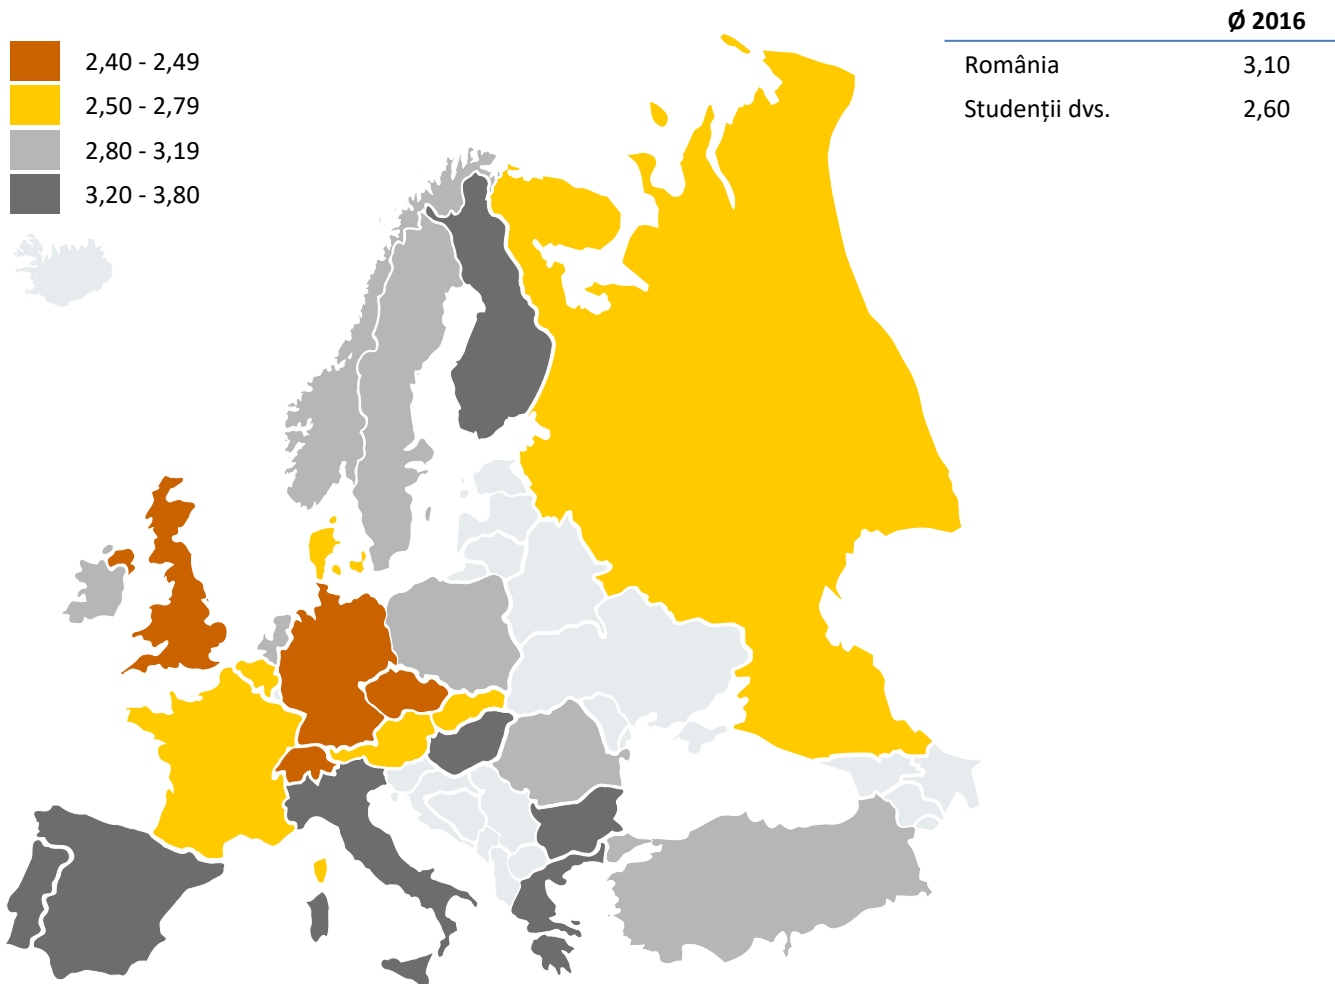 2,40 - 2,49
2,50 - 2,79
2,80 - 3,19
3,20 - 3,80
Ø 2016
România 3,10
Studenții dvs. 2,60